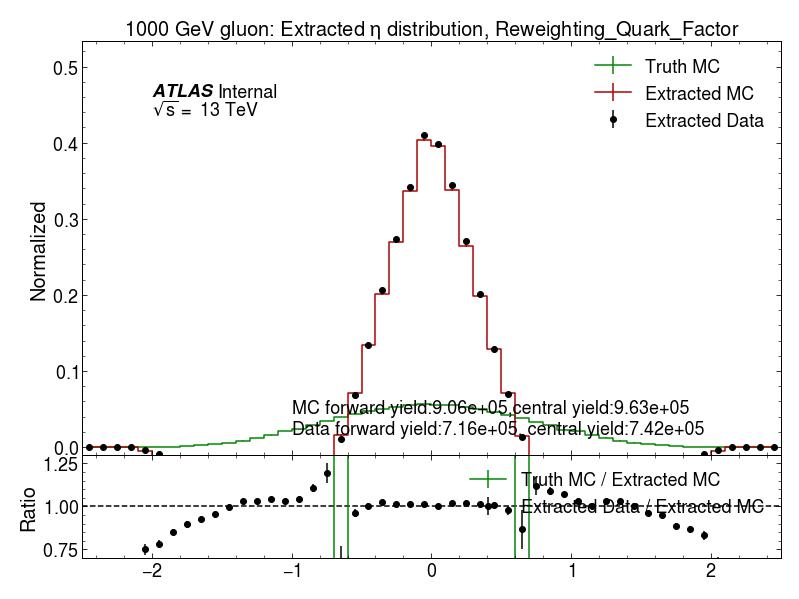 1000 GeV gluon: Extracted η distribution, Reweighting_Quark_Factor
ATLAS Internal
√s = 13 TeV
Truth MC
Extracted MC
Extracted Data
Normalized
0.5
0.4
0.3
0.2
0.1
0.0
MC forward yield:9.06e+05,central yield:9.63e+05
Data forward yield:7.16e+05, central yield:7.42e+05
Ratio
1.25
1.00
0.75
Truth MC / Extracted MC
Extracted Data / Extracted MC
−2
−1
0
1
2